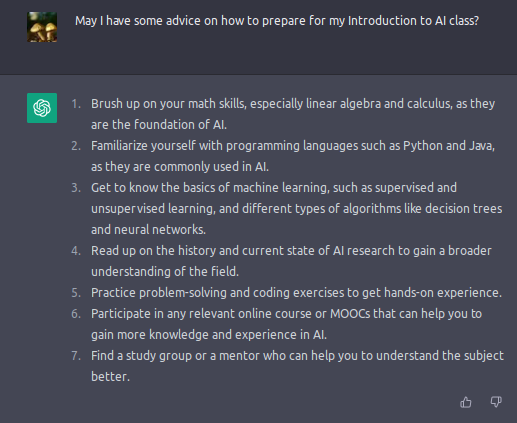 May I have some advice on how to prepare for my Introduction to AI class?
1. Brush up on your math skills, especially linear algebra and calculus, as they
are the foundation of AI.
2. Familiarize yourself with programming languages such as Python and Java,
as they are commonly used in AI.
3. Get to know the basics of machine learning, such as supervised and
unsupervised learning, and different types of algorithms like decision trees
and neural networks.
4. Read up on the history and current state of AI research to gain a broader
understanding of the field.
5. Practice problem-solving and coding exercises to get hands-on experience.
6. Participate in any relevant online course or MOOCs that can help you to
gain more knowledge and experience in AI.
7. Find a study group or a mentor who can help you to understand the subject
better.